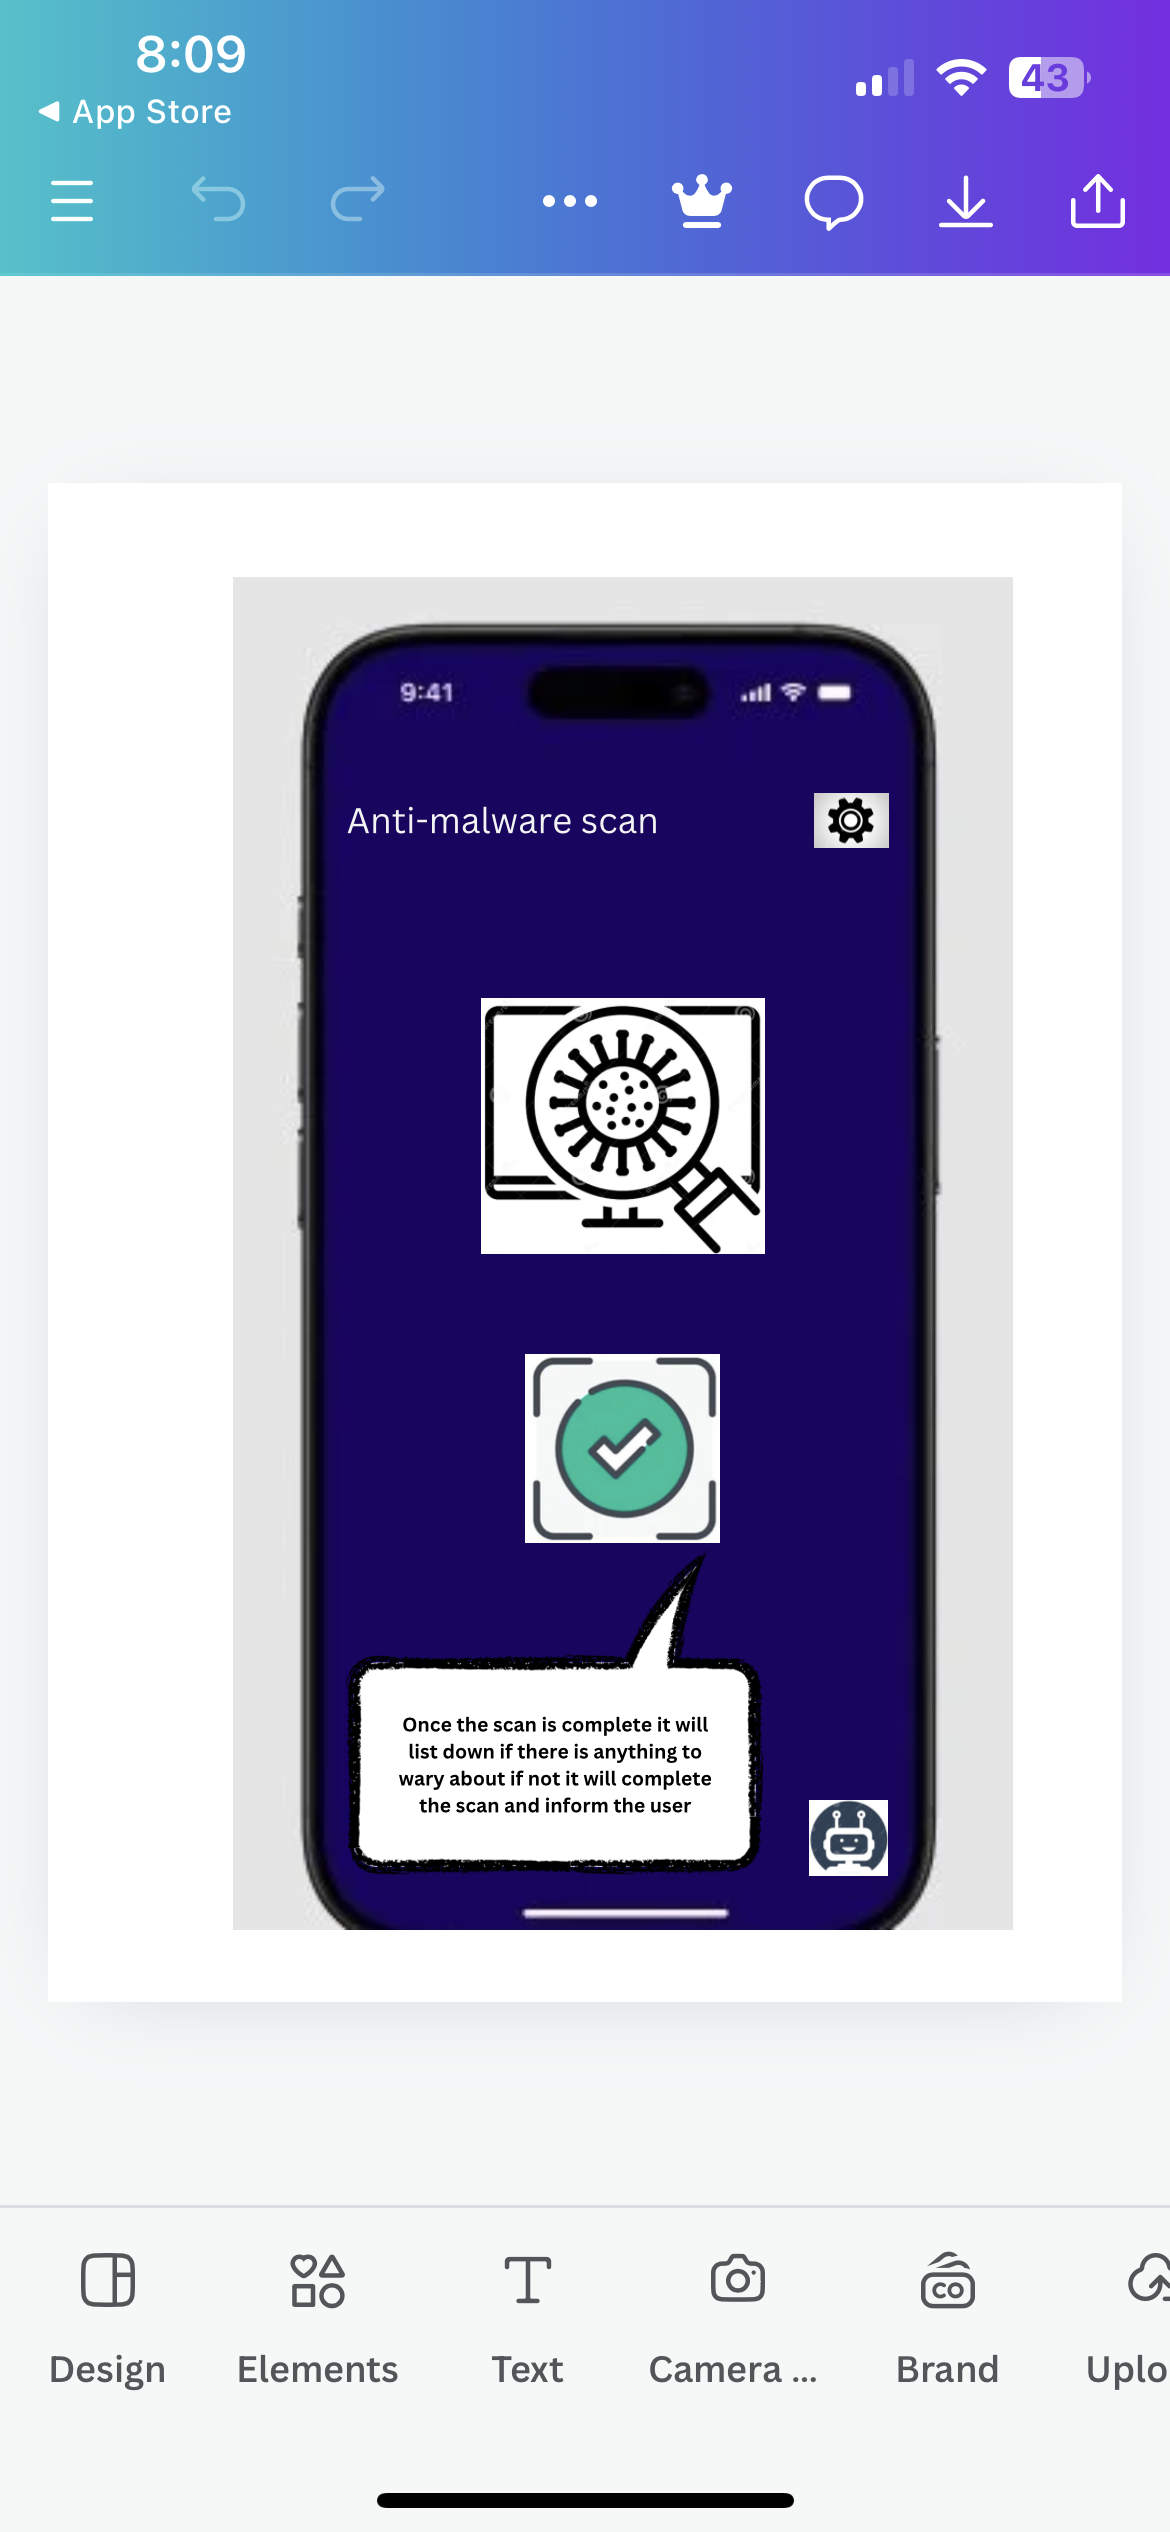 8:09
App Store
43
9:41
Anti-malware scan
Once the scan is complete it will
list down if there is anything to
wary about if not it will complete
the scan and inform the user
CO
Design
Elements
Text
Camera ...
Brand
Uplo